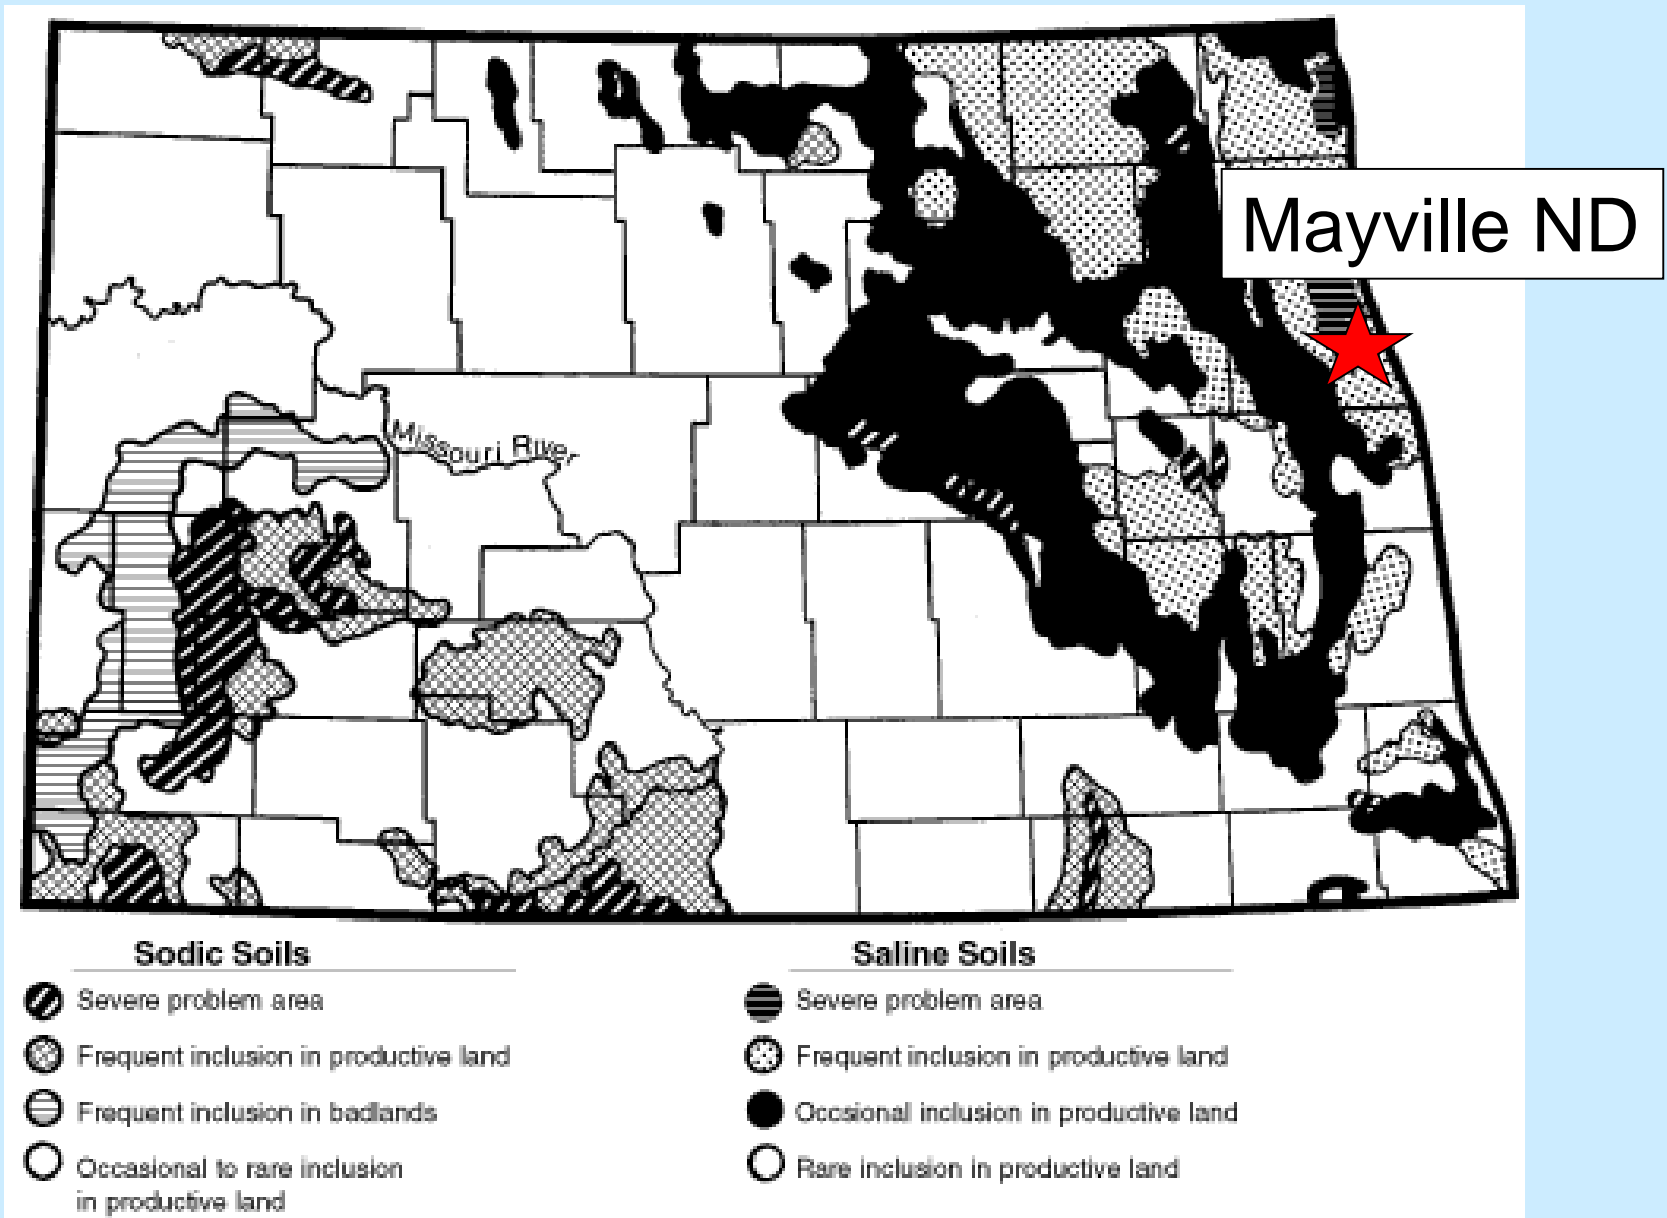 Mayville ND
Missouri River
Sodic Soils
Severe problem area
Frequent inclusion in productive land
Frequent inclusion in badlands
Occasional to rare inclusion
in productive land
Saline Soils
Severe problem area
Frequent inclusion in productive land
Occsional inclusion in productive land
Rare inclusion in productive land